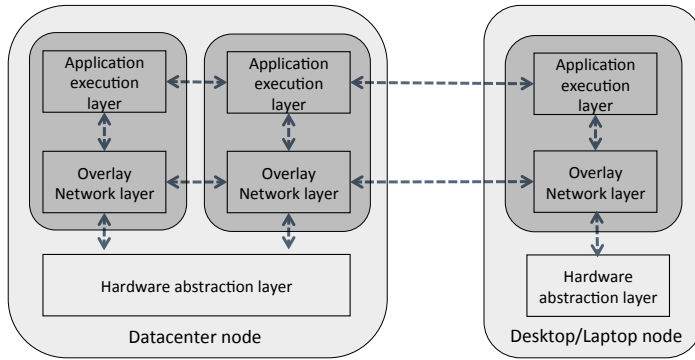 Application
execution
layer
Application
execution
layer
Application
execution
layer
Overlay
Network layer
Overlay
Network layer
Overlay
Network layer
Hardware abstraction layer
Hardware
abstraction layer
Datacenter node
Desktop/Laptop node